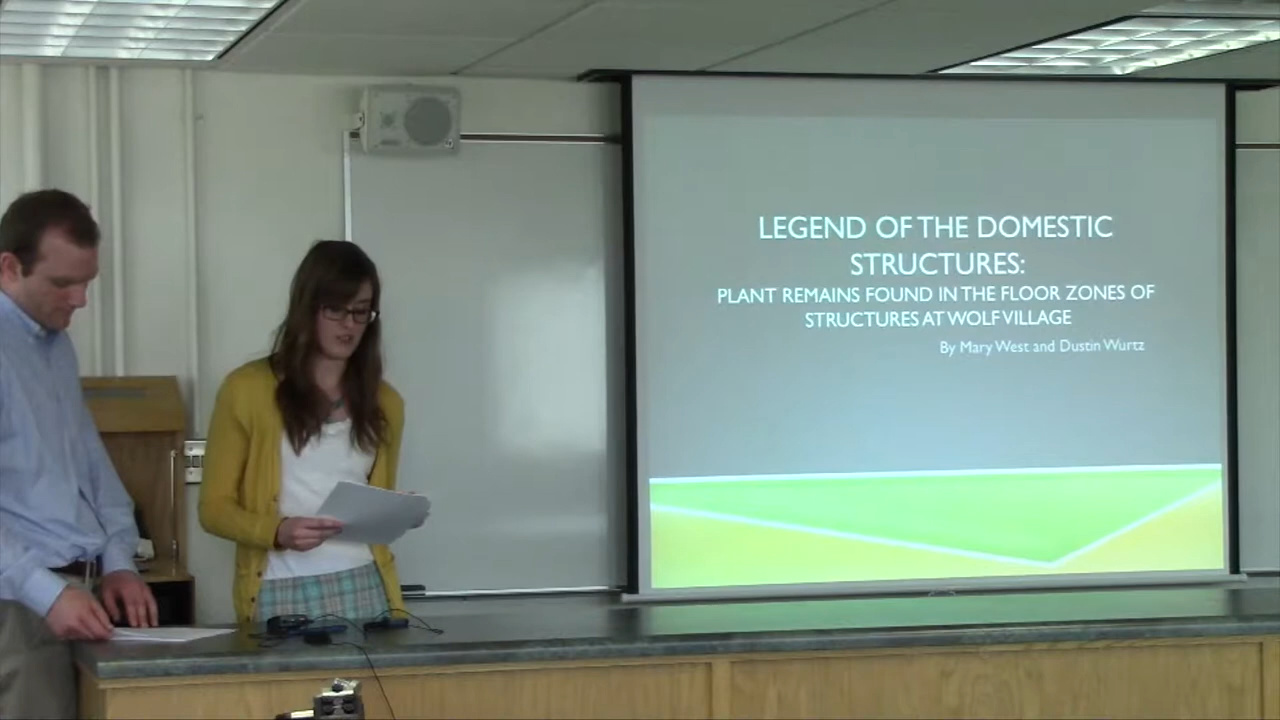 LEGEND OF THE DOMESTIC
STRUCTURES:
PLANT REMAINS FOUND IN THE FLOOR ZONES OF
STRUCTURES AT WOLF VILLAGE
By Mary West and Dustin Wurtz